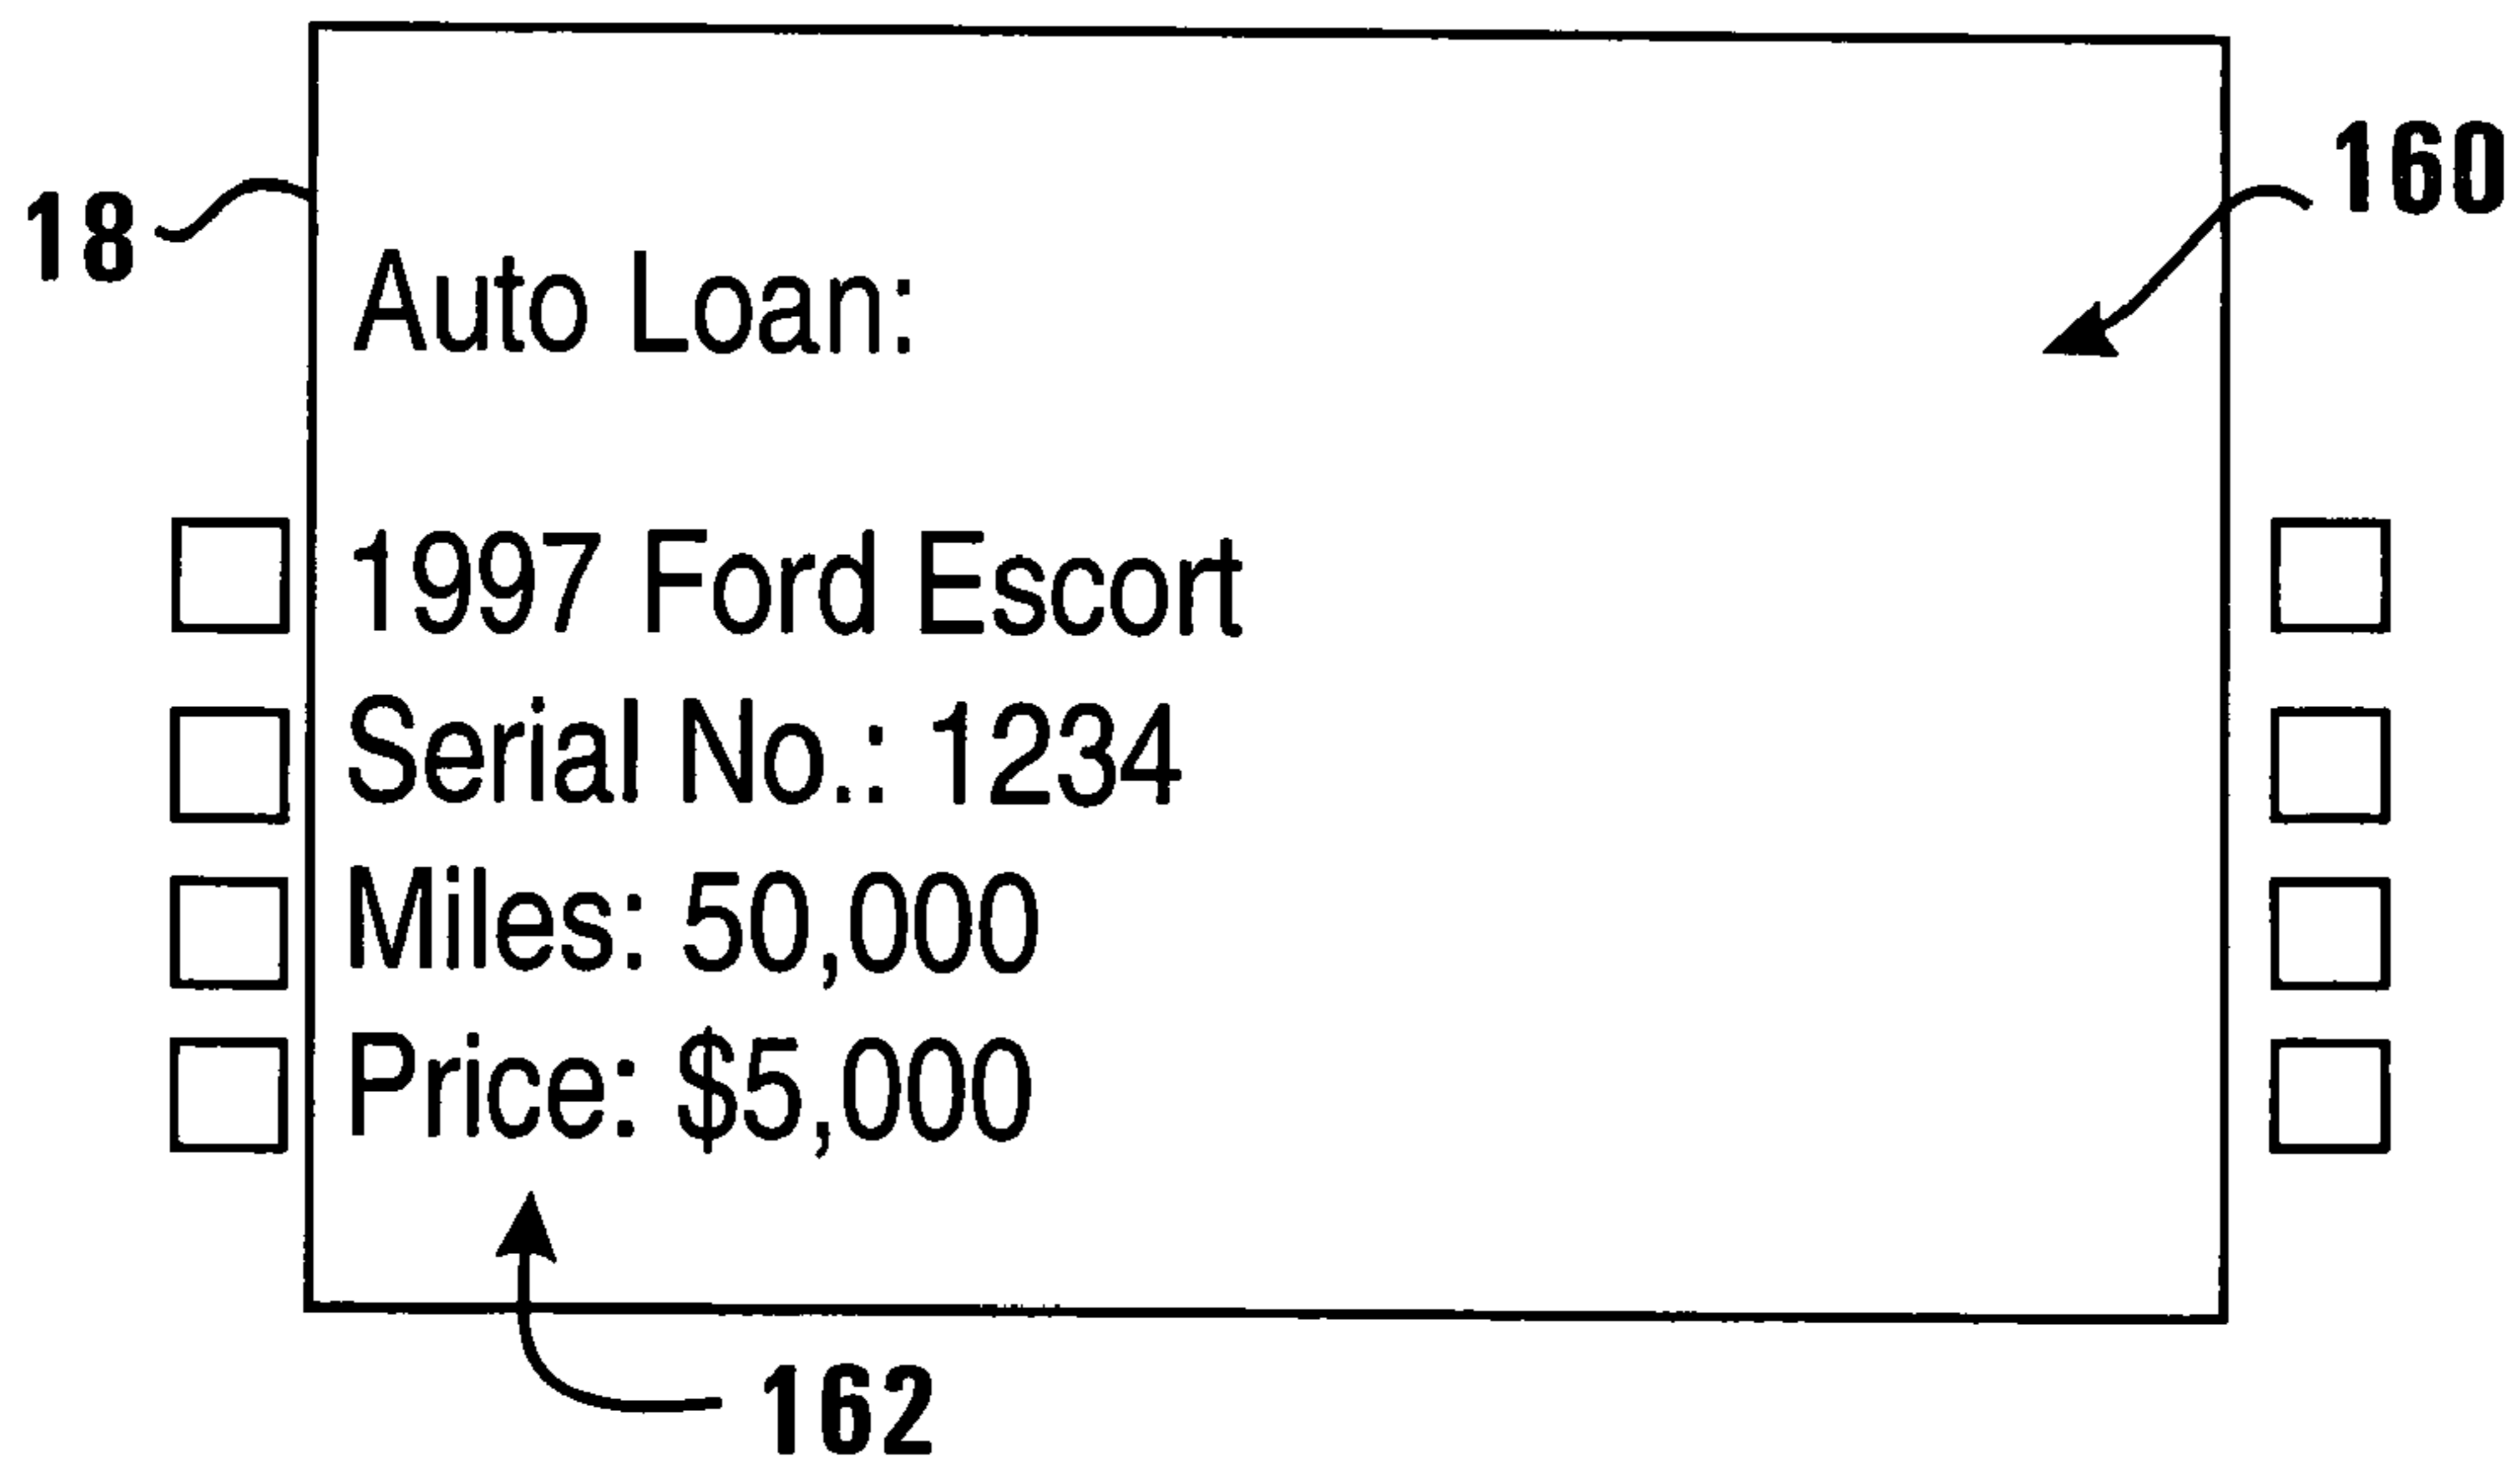 160
18
Auto Loan:
1997 Ford Escort
Serial No.: 1234
Miles: 50,000
Price: $5,000
162